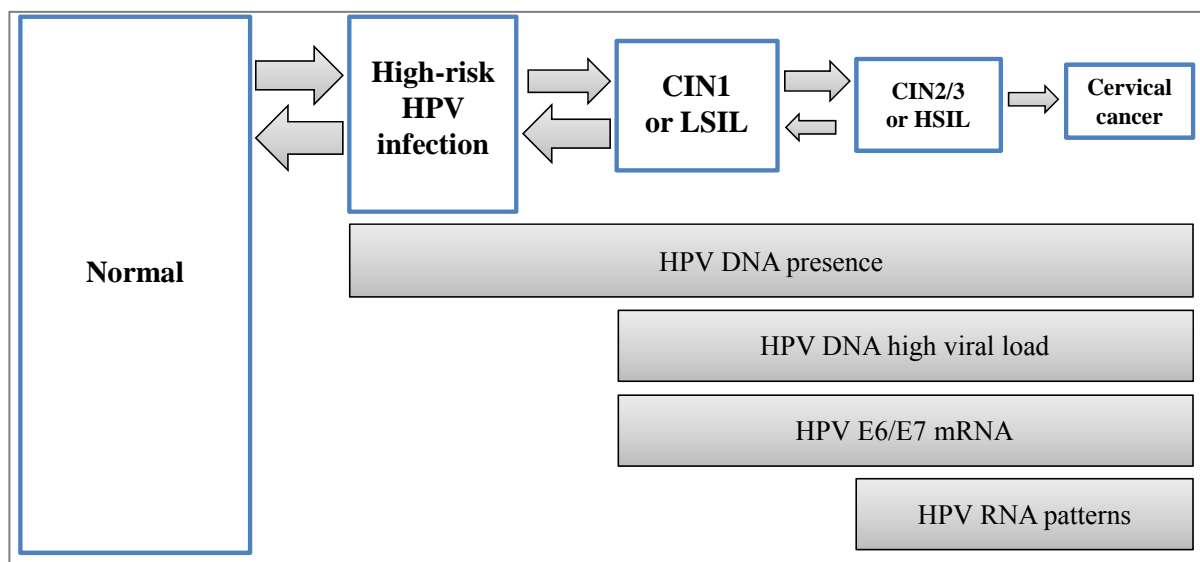 High-risk
HPV
infection
CIN1
or LSIL
CIN2/3
or HSIL
Cervical
cancer
Normal
HPV DNA presence
HPV DNA high viral load
HPV E6/E7 mRNA
HPV RNA patterns